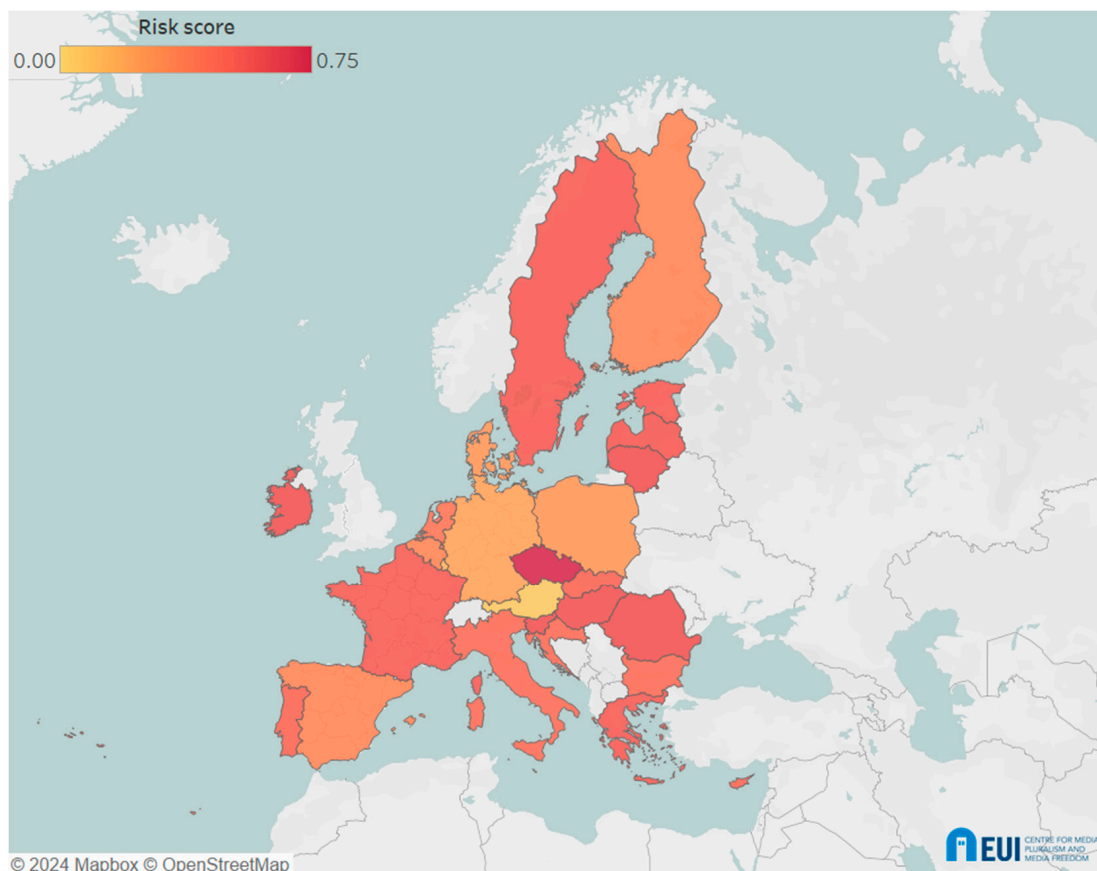 Risk score
0.00
0.75
EUI
CENTRE FOR MEDIA
PLURALISM AND
MEDIA FREEDOM
© 2024 Mapbox © OpenStreetMap